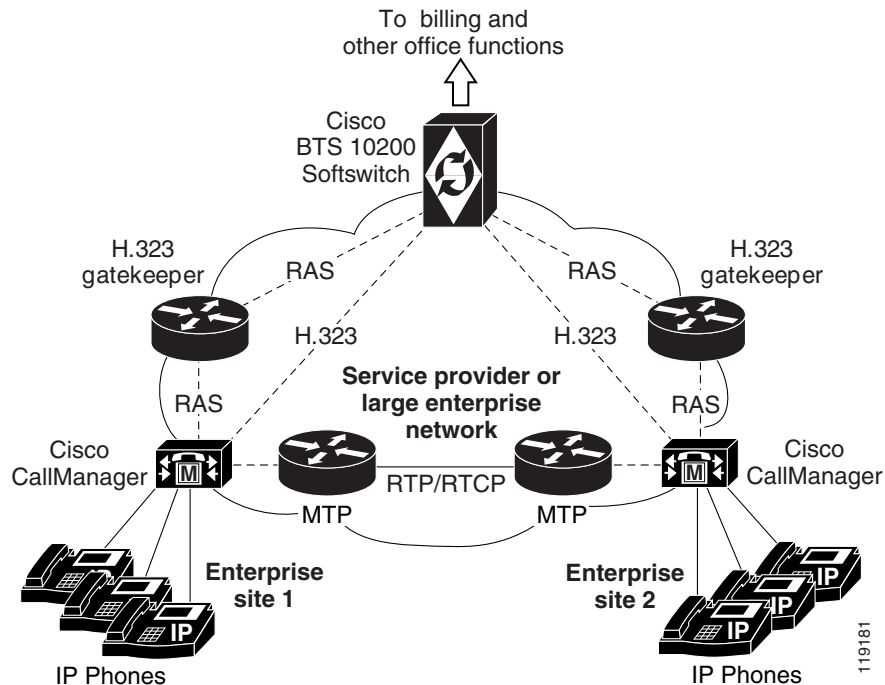 To billing and
other office functions
Cisco
BTS 10200
Softswitch
H.323
gatekeeper
RAS
RAS
H.323
gatekeeper
H.323
H.323
Service provider or
large enterprise
network
RAS
RAS
Cisco
CallManager
M
RTP/RTCP
M
Cisco
CallManager
MTP
MTP
Enterprise
site 1
Enterprise
site 2
IP
IP
IP
IP
IP Phones
IP Phones
119181